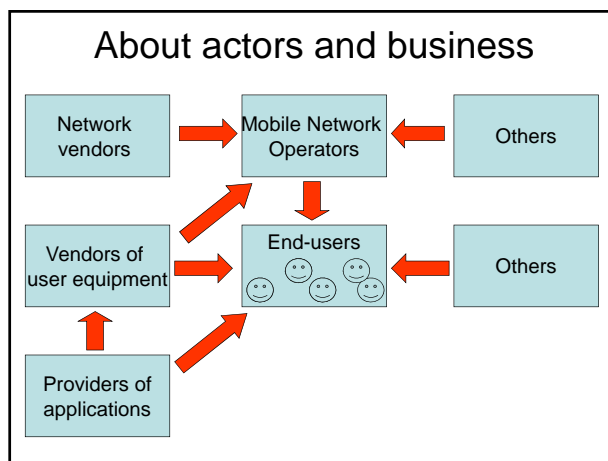 About actors and business
Network
vendors
Mobile Network
Operators
Others
Vendors of
user equipment
End-users
Others
Providers of
applications